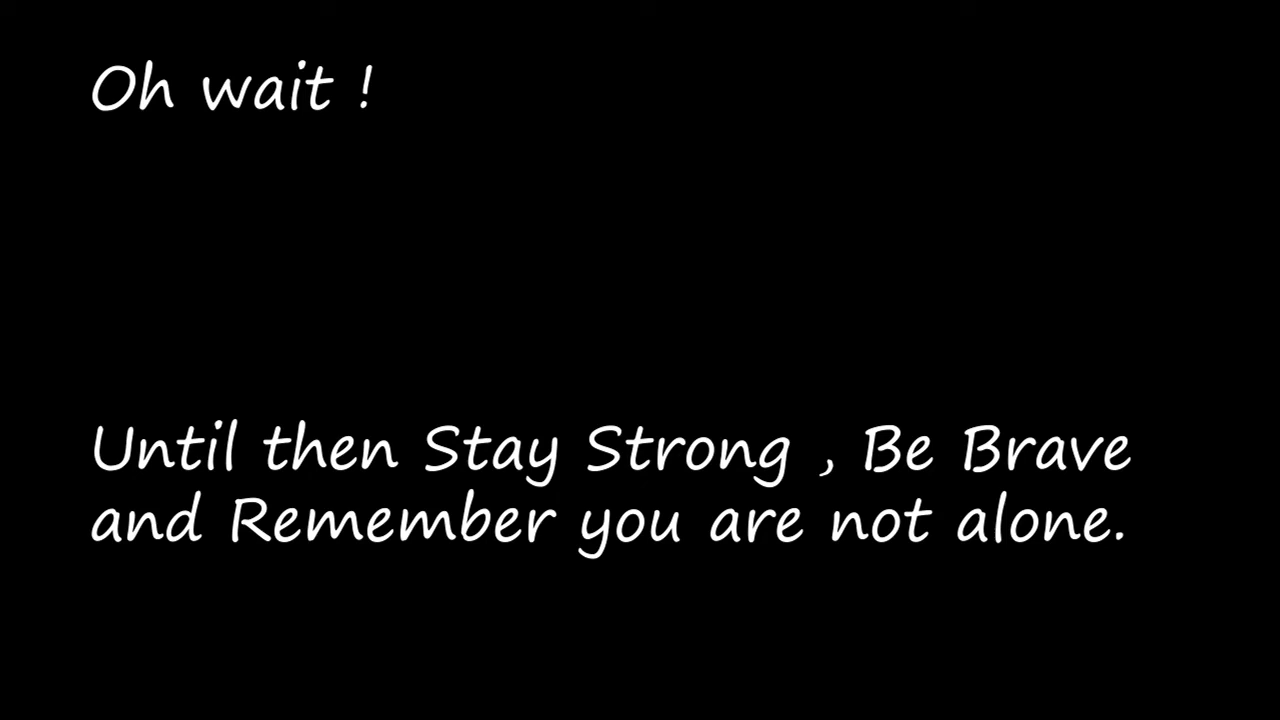 Oh wait !
Until then Stay Strong , Be Brave
and Remember you are not alone.